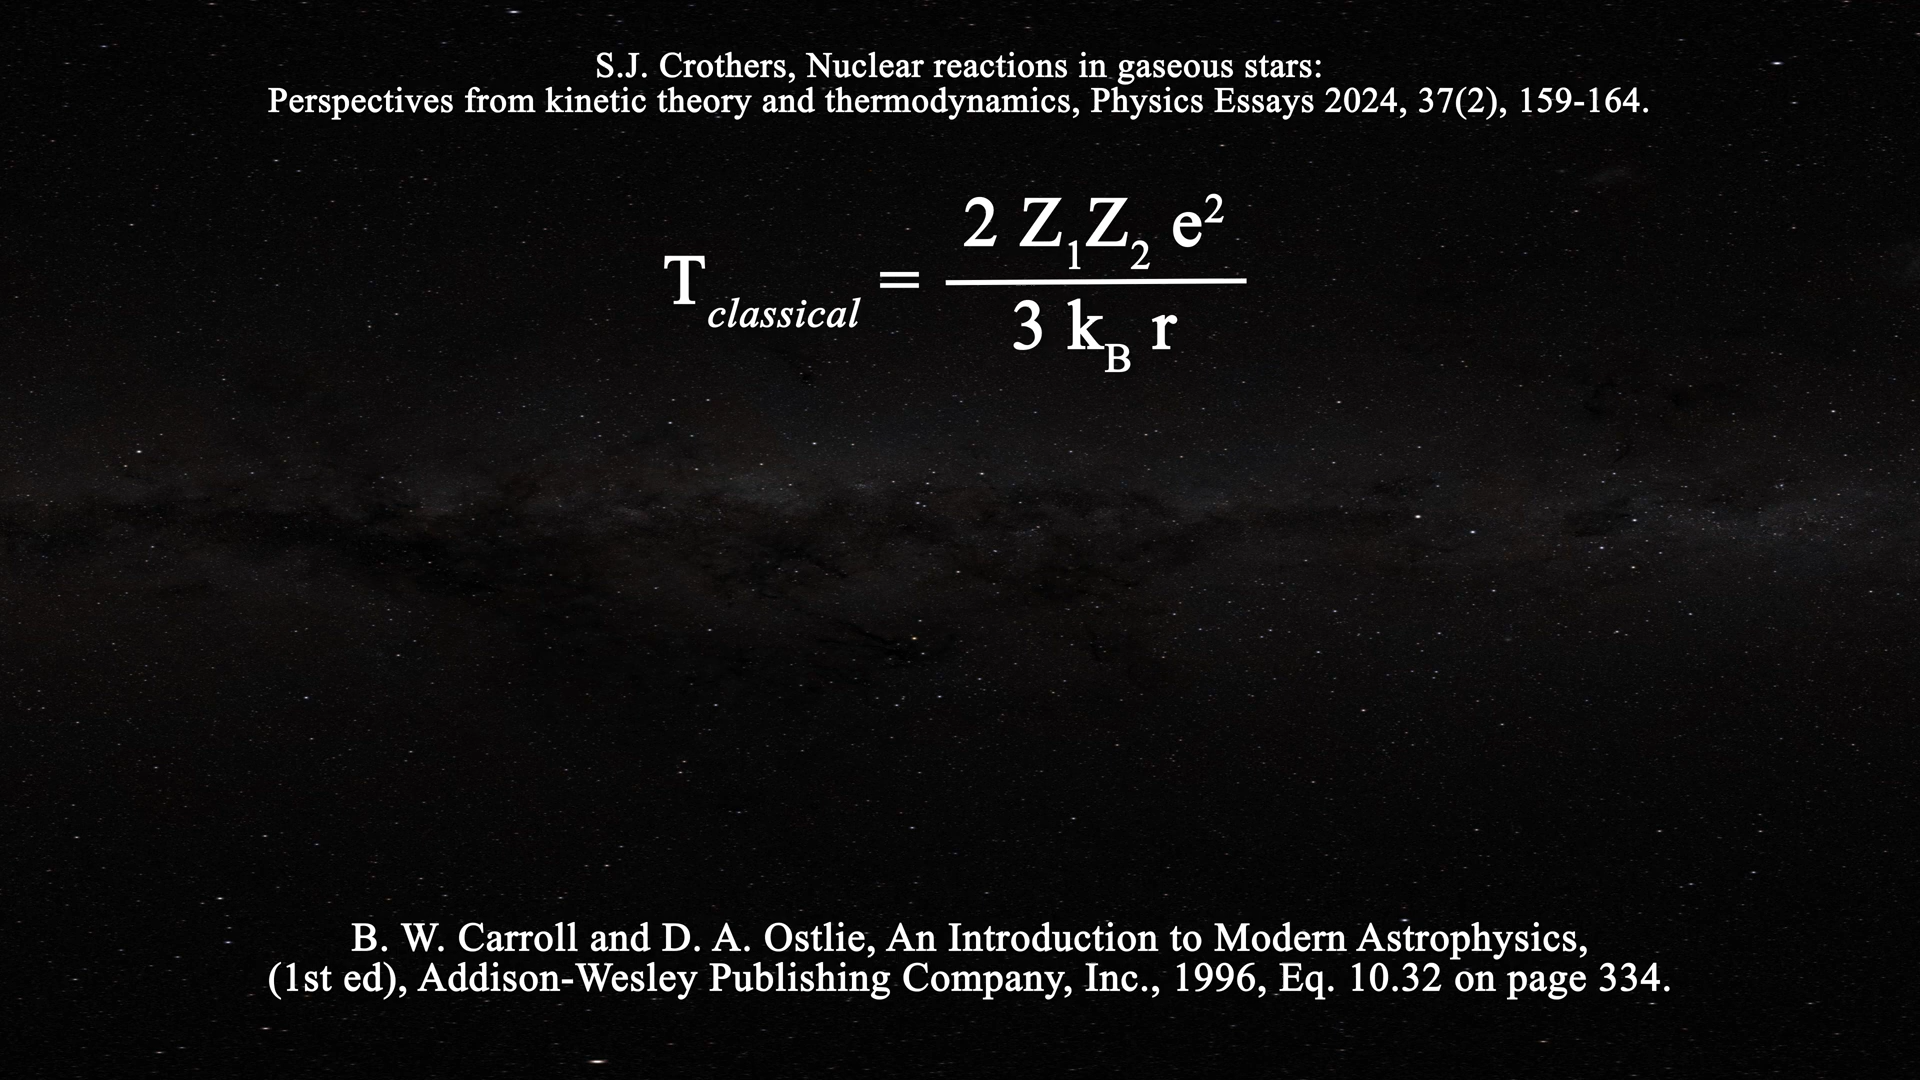 S.J. Crothers, Nuclear reactions in gaseous stars:
Perspectives from kinetic theory and thermodynamics, Physics Essays 2024, 37(2), 159-164.
T_classical = (2 Z₁Z₂ e²) / (3 k_B r)
B. W. Carroll and D. A. Ostlie, An Introduction to Modern Astrophysics,
(1st ed), Addison-Wesley Publishing Company, Inc., 1996, Eq. 10.32 on page 334.